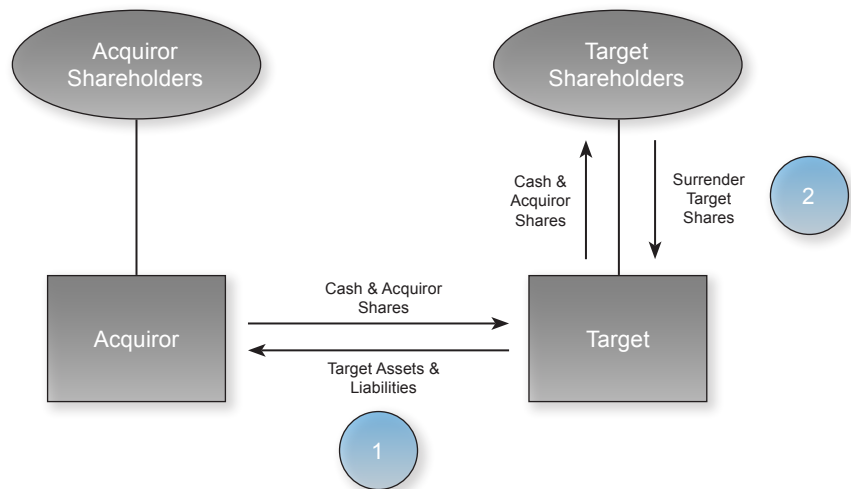 Acquiror
Shareholders
Target
Shareholders
Cash &
Acquiror
Shares
Surrender
Target
Shares
2
Acquiror
Cash & Acquiror
Shares
Target
Target Assets &
Liabilities
1